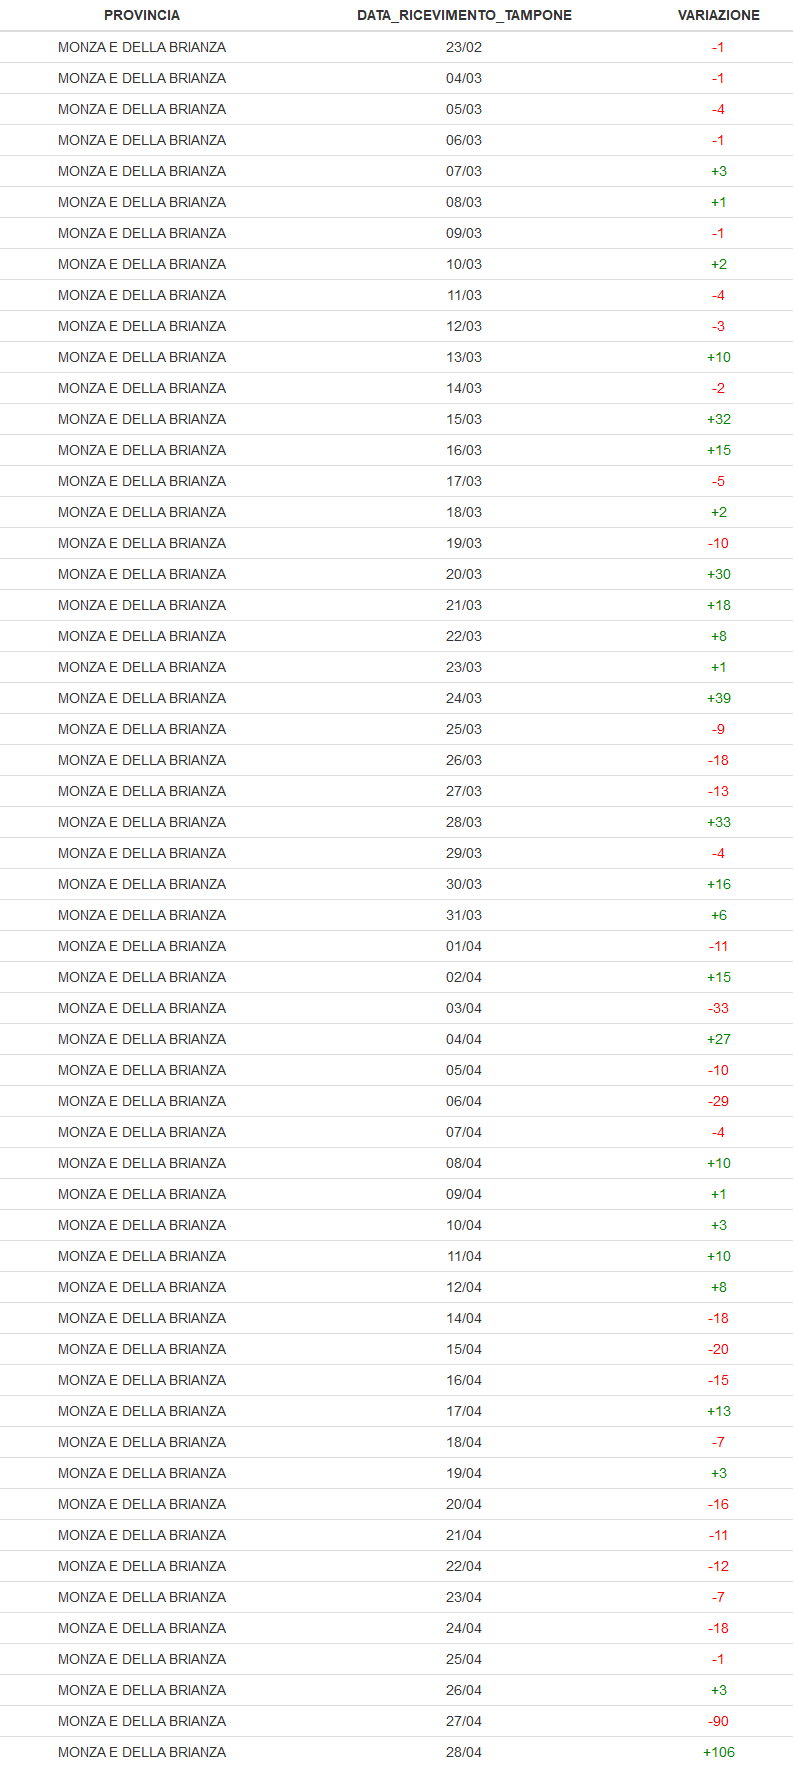 PROVINCIA DATA_RICEVIMENTO_TAMPONE VARIAZIONE
MONZA E DELLA BRIANZA 23/02 -1
MONZA E DELLA BRIANZA 04/03 -1
MONZA E DELLA BRIANZA 05/03 -4
MONZA E DELLA BRIANZA 06/03 -1
MONZA E DELLA BRIANZA 07/03 +3
MONZA E DELLA BRIANZA 08/03 +1
MONZA E DELLA BRIANZA 09/03 -1
MONZA E DELLA BRIANZA 10/03 +2
MONZA E DELLA BRIANZA 11/03 -4
MONZA E DELLA BRIANZA 12/03 -3
MONZA E DELLA BRIANZA 13/03 +10
MONZA E DELLA BRIANZA 14/03 -2
MONZA E DELLA BRIANZA 15/03 +32
MONZA E DELLA BRIANZA 16/03 +15
MONZA E DELLA BRIANZA 17/03 -5
MONZA E DELLA BRIANZA 18/03 +2
MONZA E DELLA BRIANZA 19/03 -10
MONZA E DELLA BRIANZA 20/03 +30
MONZA E DELLA BRIANZA 21/03 +18
MONZA E DELLA BRIANZA 22/03 +8
MONZA E DELLA BRIANZA 23/03 +1
MONZA E DELLA BRIANZA 24/03 +39
MONZA E DELLA BRIANZA 25/03 -9
MONZA E DELLA BRIANZA 26/03 -18
MONZA E DELLA BRIANZA 27/03 -13
MONZA E DELLA BRIANZA 28/03 +33
MONZA E DELLA BRIANZA 29/03 -4
MONZA E DELLA BRIANZA 30/03 +16
MONZA E DELLA BRIANZA 31/03 +6
MONZA E DELLA BRIANZA 01/04 -11
MONZA E DELLA BRIANZA 02/04 +15
MONZA E DELLA BRIANZA 03/04 -33
MONZA E DELLA BRIANZA 04/04 +27
MONZA E DELLA BRIANZA 05/04 -10
MONZA E DELLA BRIANZA 06/04 -29
MONZA E DELLA BRIANZA 07/04 -4
MONZA E DELLA BRIANZA 08/04 +10
MONZA E DELLA BRIANZA 09/04 +1
MONZA E DELLA BRIANZA 10/04 +3
MONZA E DELLA BRIANZA 11/04 +10
MONZA E DELLA BRIANZA 12/04 +8
MONZA E DELLA BRIANZA 14/04 -18
MONZA E DELLA BRIANZA 15/04 -20
MONZA E DELLA BRIANZA 16/04 -15
MONZA E DELLA BRIANZA 17/04 +13
MONZA E DELLA BRIANZA 18/04 -7
MONZA E DELLA BRIANZA 19/04 +3
MONZA E DELLA BRIANZA 20/04 -16
MONZA E DELLA BRIANZA 21/04 -11
MONZA E DELLA BRIANZA 22/04 -12
MONZA E DELLA BRIANZA 23/04 -7
MONZA E DELLA BRIANZA 24/04 -18
MONZA E DELLA BRIANZA 25/04 -1
MONZA E DELLA BRIANZA 26/04 +3
MONZA E DELLA BRIANZA 27/04 -90
MONZA E DELLA BRIANZA 28/04 +106